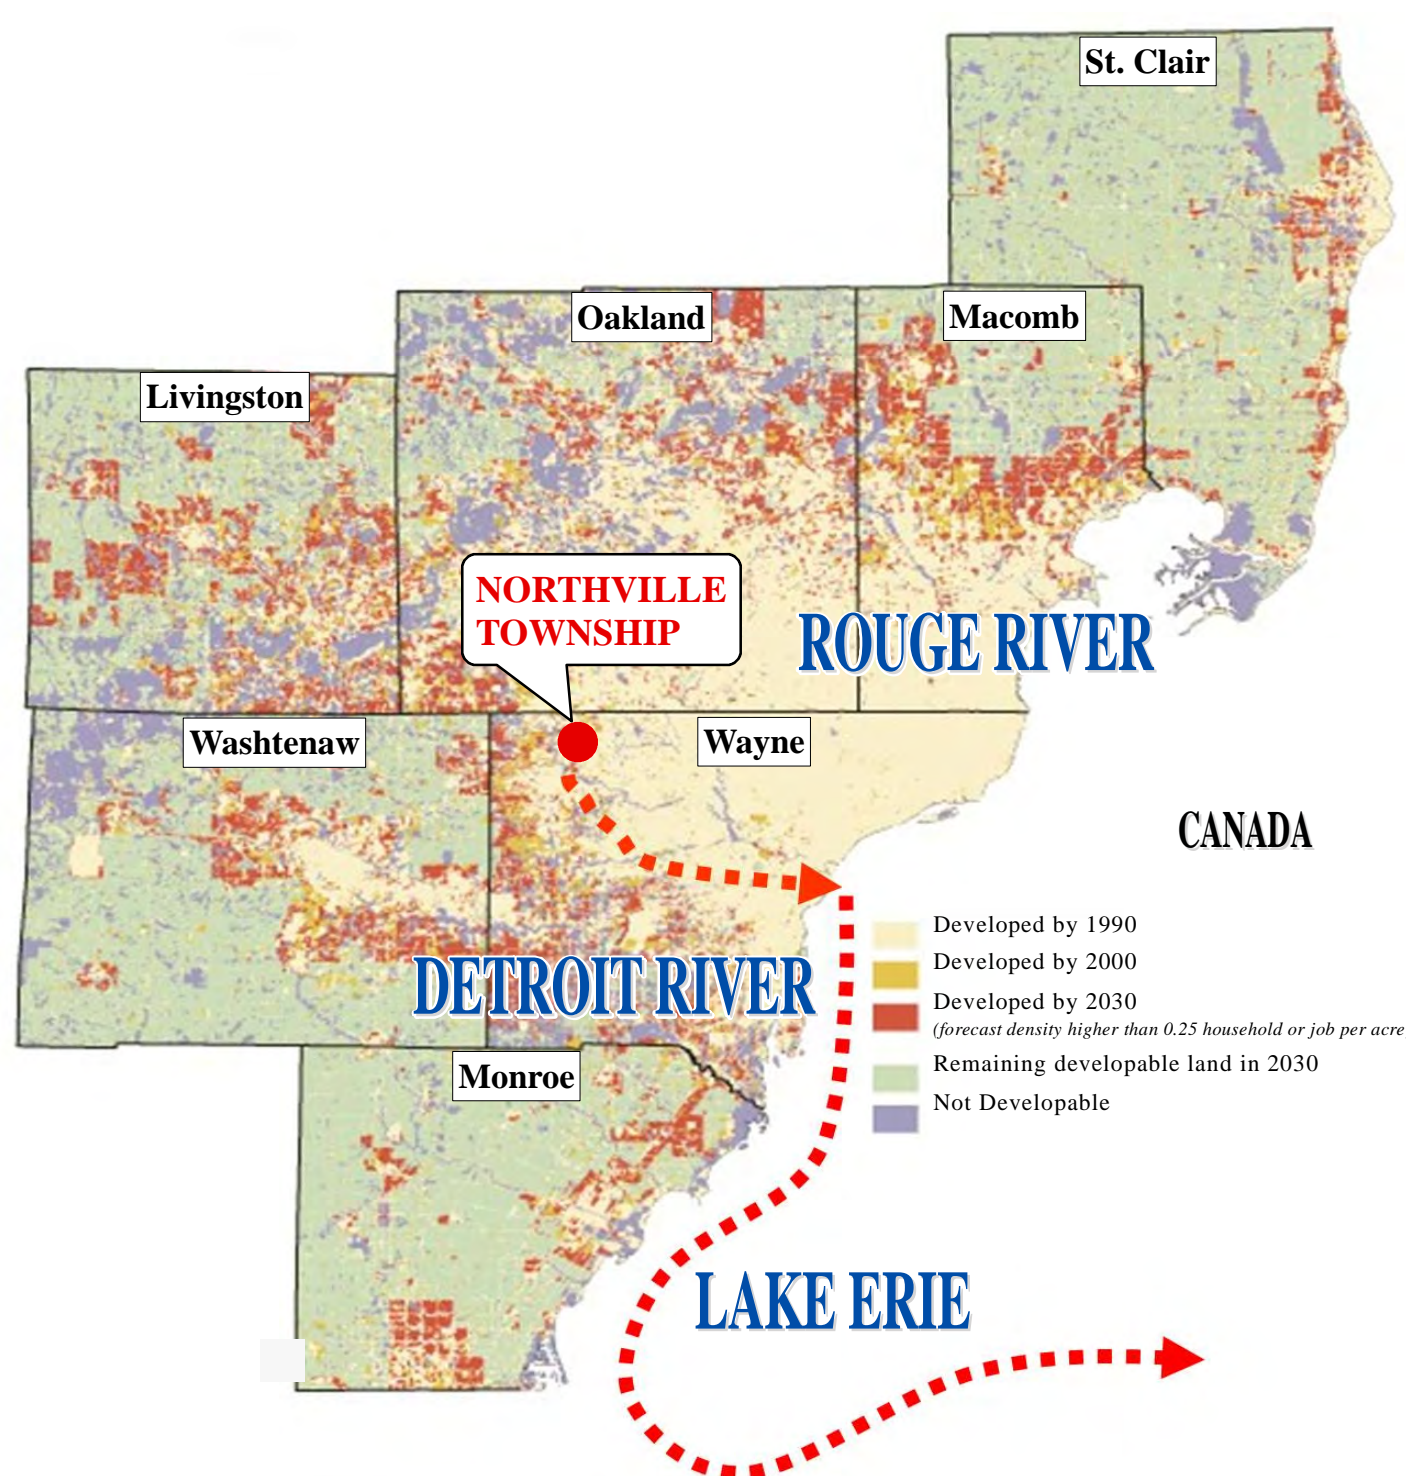 St. Clair
Oakland
Macomb
Livingston
NORTHVILLE
TOWNSHIP
ROUGE RIVER
Washtenaw
Wayne
CANADA
Developed by 1990
Developed by 2000
DETROIT RIVER
Developed by 2030
(forecast density higher than 0.25 household or job per acre
Remaining developable land in 2030
Monroe
Not Developable
LAKE ERIE